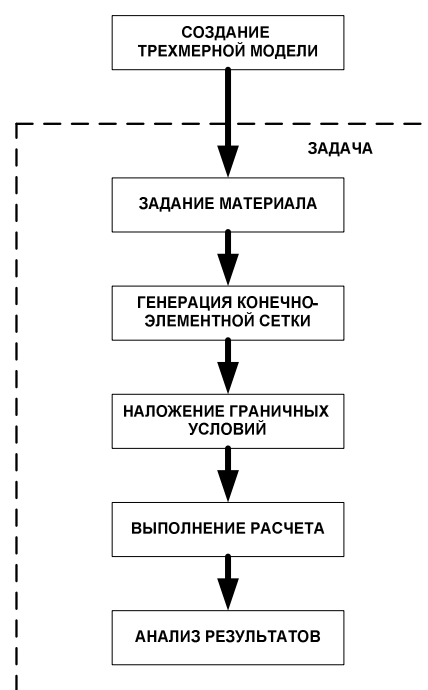 СОЗДАНИЕ
ТРЕХМЕРНОЙ МОДЕЛИ
ЗАДАЧА
ЗАДАНИЕ МАТЕРИАЛА
ГЕНЕРАЦИЯ КОНЕЧНО-
ЭЛЕМЕНТНОЙ СЕТКИ
НАЛОЖЕНИЕ ГРАНИЧНЫХ
УСЛОВИЙ
ВЫПОЛНЕНИЕ РАСЧЕТА
АНАЛИЗ РЕЗУЛЬТАТОВ